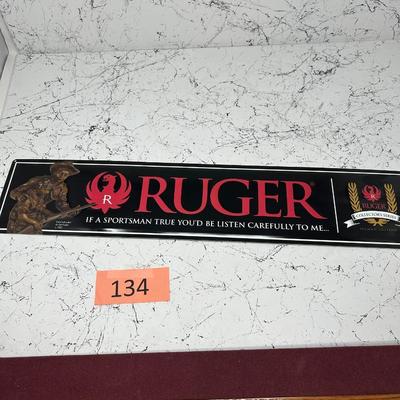 R
RUGER®
IF A SPORTSMAN TRUE YOU'D BE LISTEN CAREFULLY TO ME...
RUGER
COLLECTOR'S SERIES
134